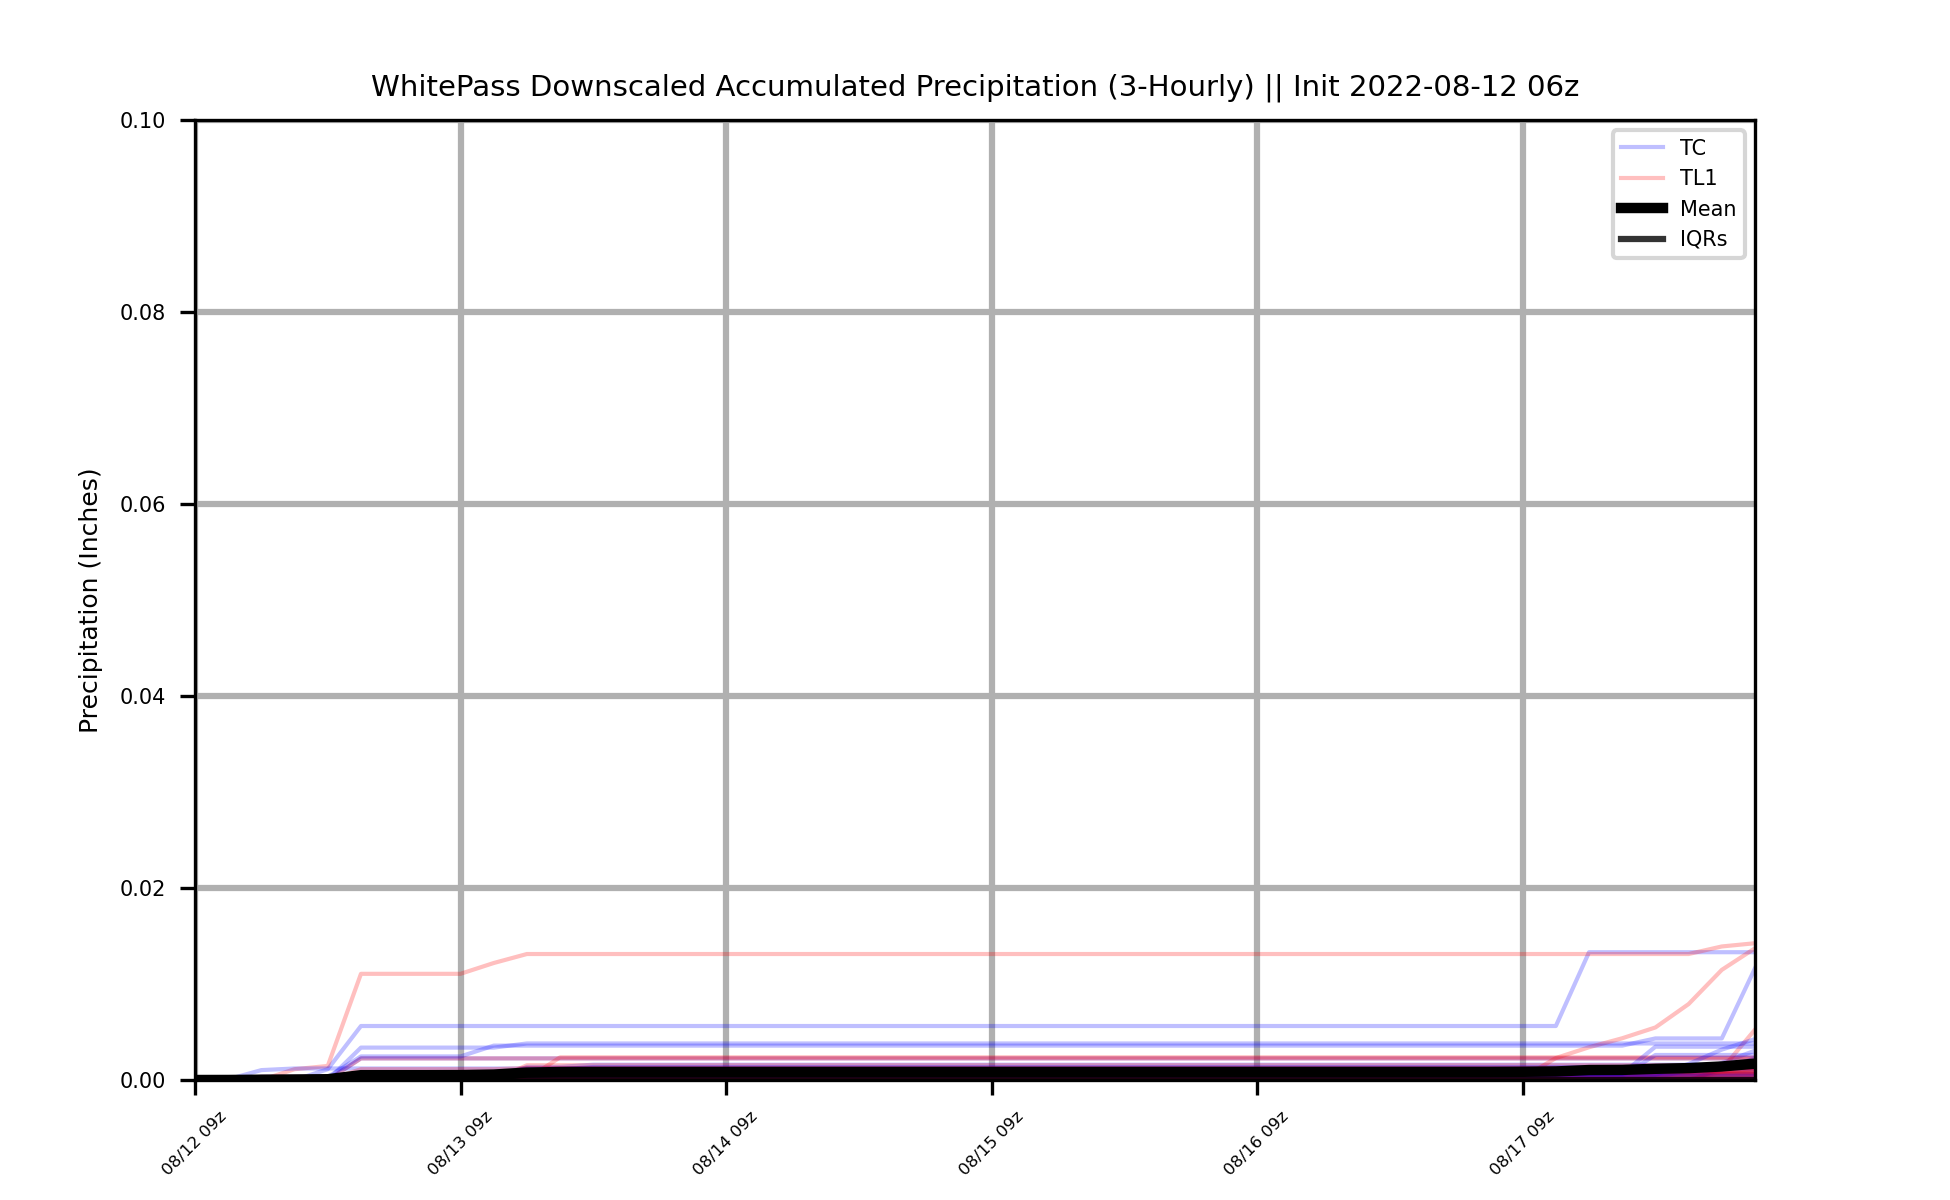 WhitePass Downscaled Accumulated Precipitation (3-Hourly) || Init 2022-08-12 06z
0.10
0.08
0.06
0.04
0.02
0.00
Precipitation (Inches)
TC
TL1
Mean
IQRs
08/12 09z
08/13 09z
08/14 09z
08/15 09z
08/16 09z
08/17 09z